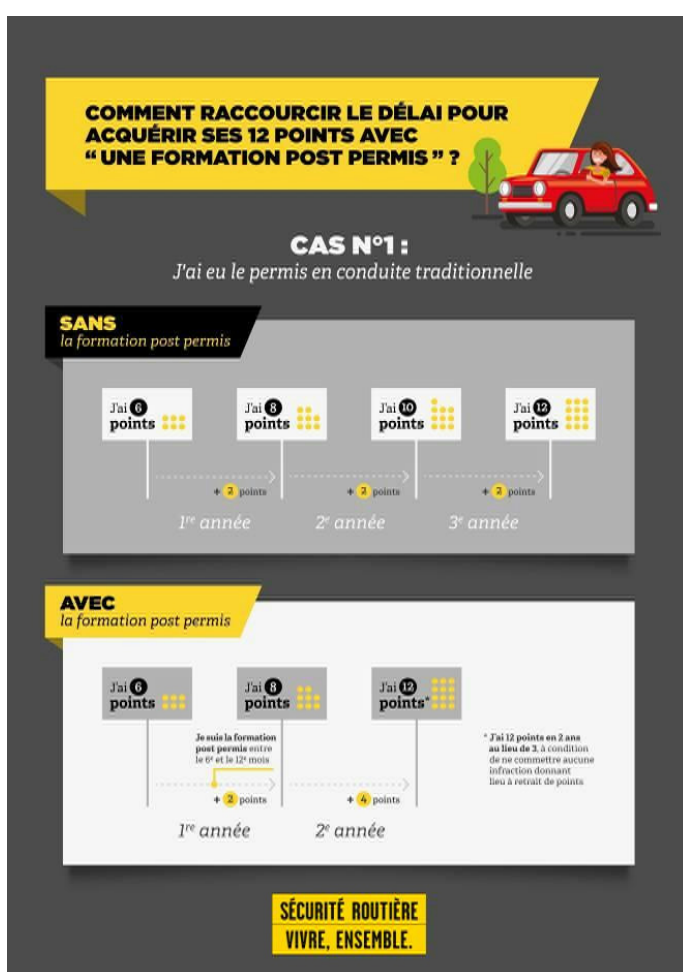 COMMENT RACCOURCIR LE DÉLAI POUR
ACQUÉRIR SES 12 POINTS AVEC
“ UNE FORMATION POST PERMIS ” ?
CAS N°1 :
J'ai eu le permis en conduite traditionnelle
SANS
la formation post permis
J'ai 6
points
J'ai 8
points
J'ai 10
points
J'ai 12
points
+ 2 points
+ 2 points
+ 2 points
1re année
2e année
3e année
AVEC
la formation post permis
J'ai 6
points
J'ai 8
points
J'ai 12
points*
Je suis la formation
post permis entre
le 6e et le 12e mois
* J'ai 12 points en 2 ans
au lieu de 3, à condition
de ne commettre aucune
infraction donnant
lieu à retrait de points
+ 2 points
+ 4 points
1re année
2e année
SÉCURITÉ ROUTIÈRE
VIVRE, ENSEMBLE.